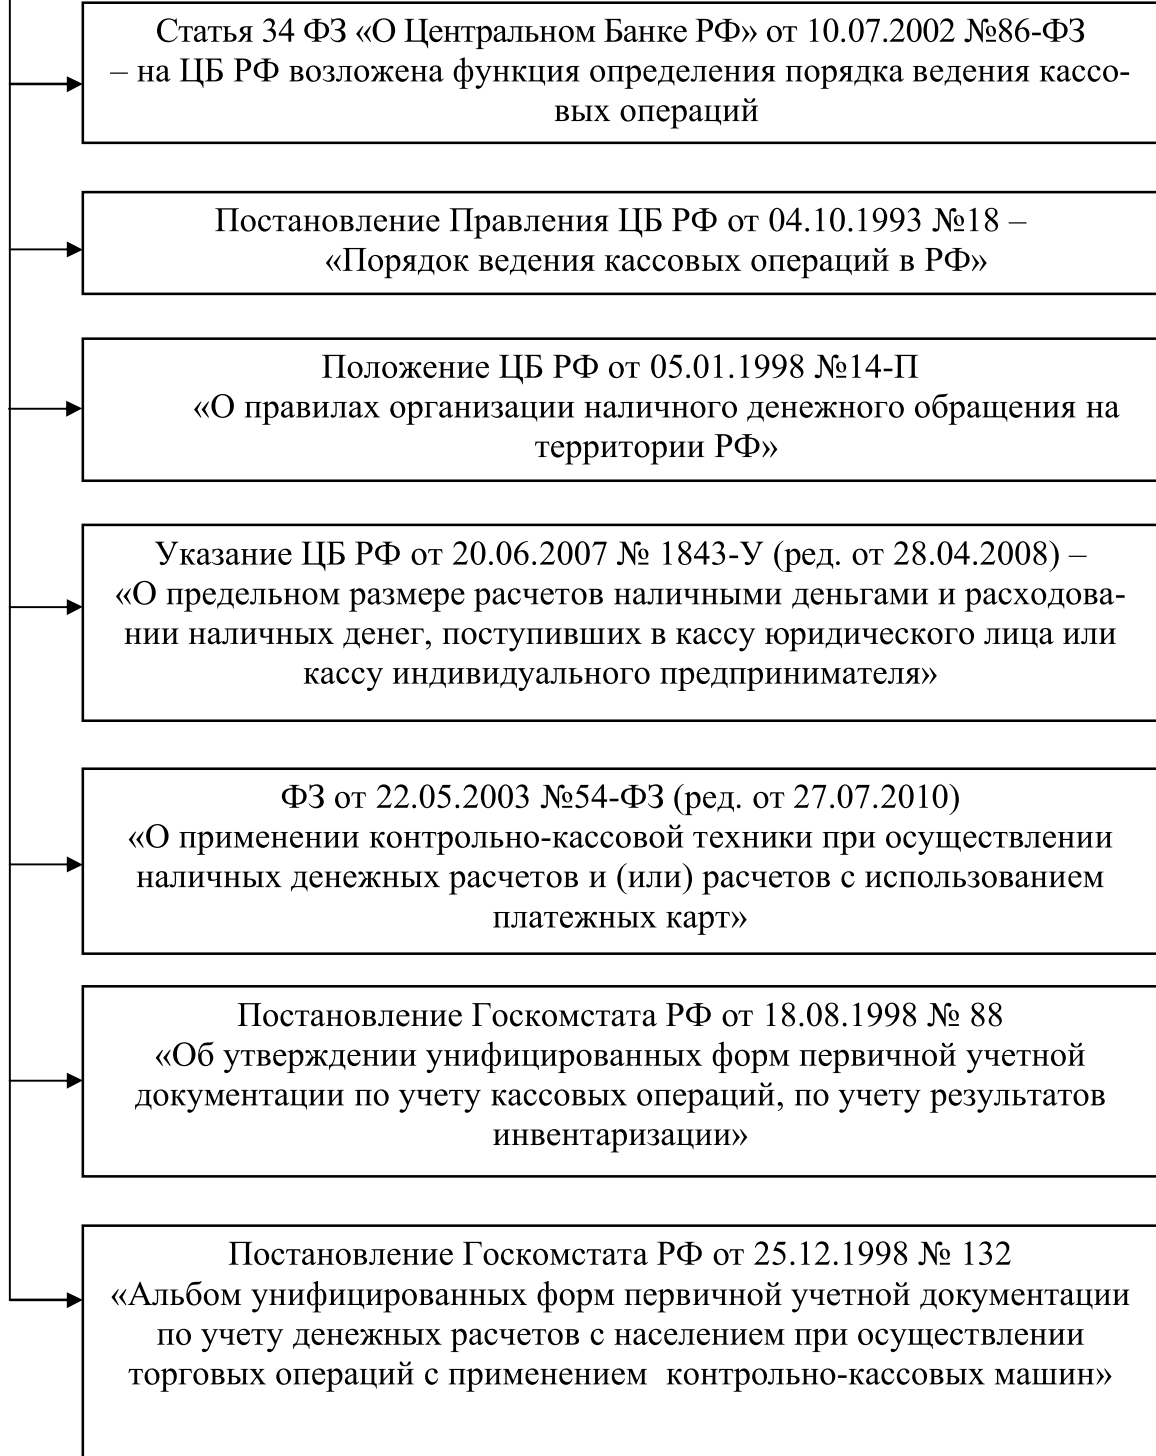 Статья 34 ФЗ «О Центральном Банке РФ» от 10.07.2002 №86-ФЗ
– на ЦБ РФ возложена функция определения порядка ведения кассо-
вых операций
Постановление Правления ЦБ РФ от 04.10.1993 №18 –
«Порядок ведения кассовых операций в РФ»
Положение ЦБ РФ от 05.01.1998 №14-П
«О правилах организации наличного денежного обращения на
территории РФ»
Указание ЦБ РФ от 20.06.2007 № 1843-У (ред. от 28.04.2008) –
«О предельном размере расчетов наличными деньгами и расходова-
нии наличных денег, поступивших в кассу юридического лица или
кассу индивидуального предпринимателя»
ФЗ от 22.05.2003 №54-ФЗ (ред. от 27.07.2010)
«О применении контрольно-кассовой техники при осуществлении
наличных денежных расчетов и (или) расчетов с использованием
платежных карт»
Постановление Госкомстата РФ от 18.08.1998 № 88
«Об утверждении унифицированных форм первичной учетной
документации по учету кассовых операций, по учету результатов
инвентаризации»
Постановление Госкомстата РФ от 25.12.1998 № 132
«Альбом унифицированных форм первичной учетной документации
по учету денежных расчетов с населением при осуществлении
торговых операций с применением  контрольно-кассовых машин»